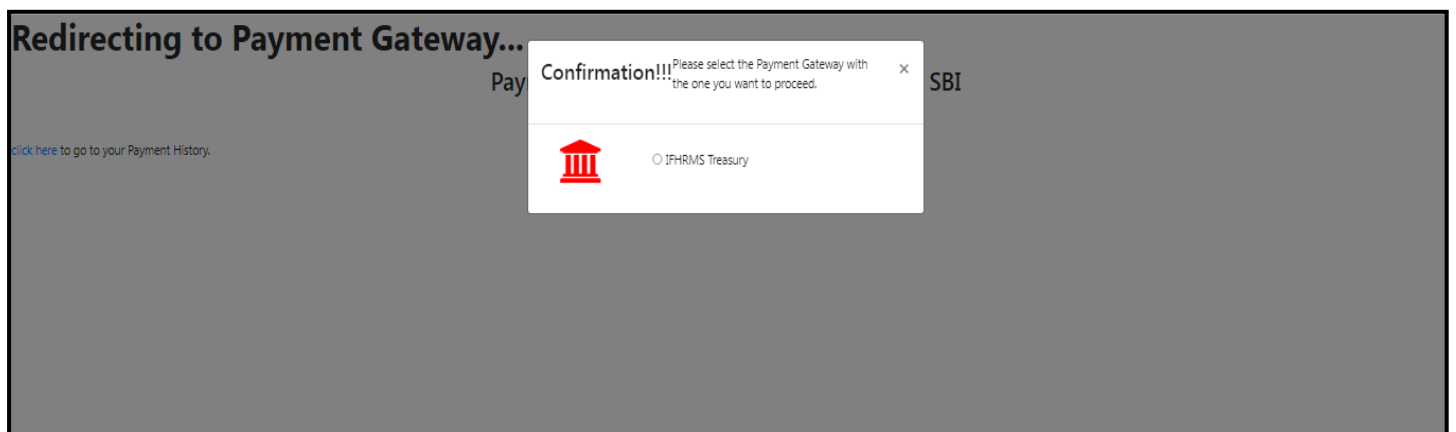 Redirecting to Payment Gateway...
Confirmation!!!
Please select the Payment Gateway with
the one you want to proceed.
×
Pay
SBI
click here to go to your Payment History.
IFHRMS Treasury